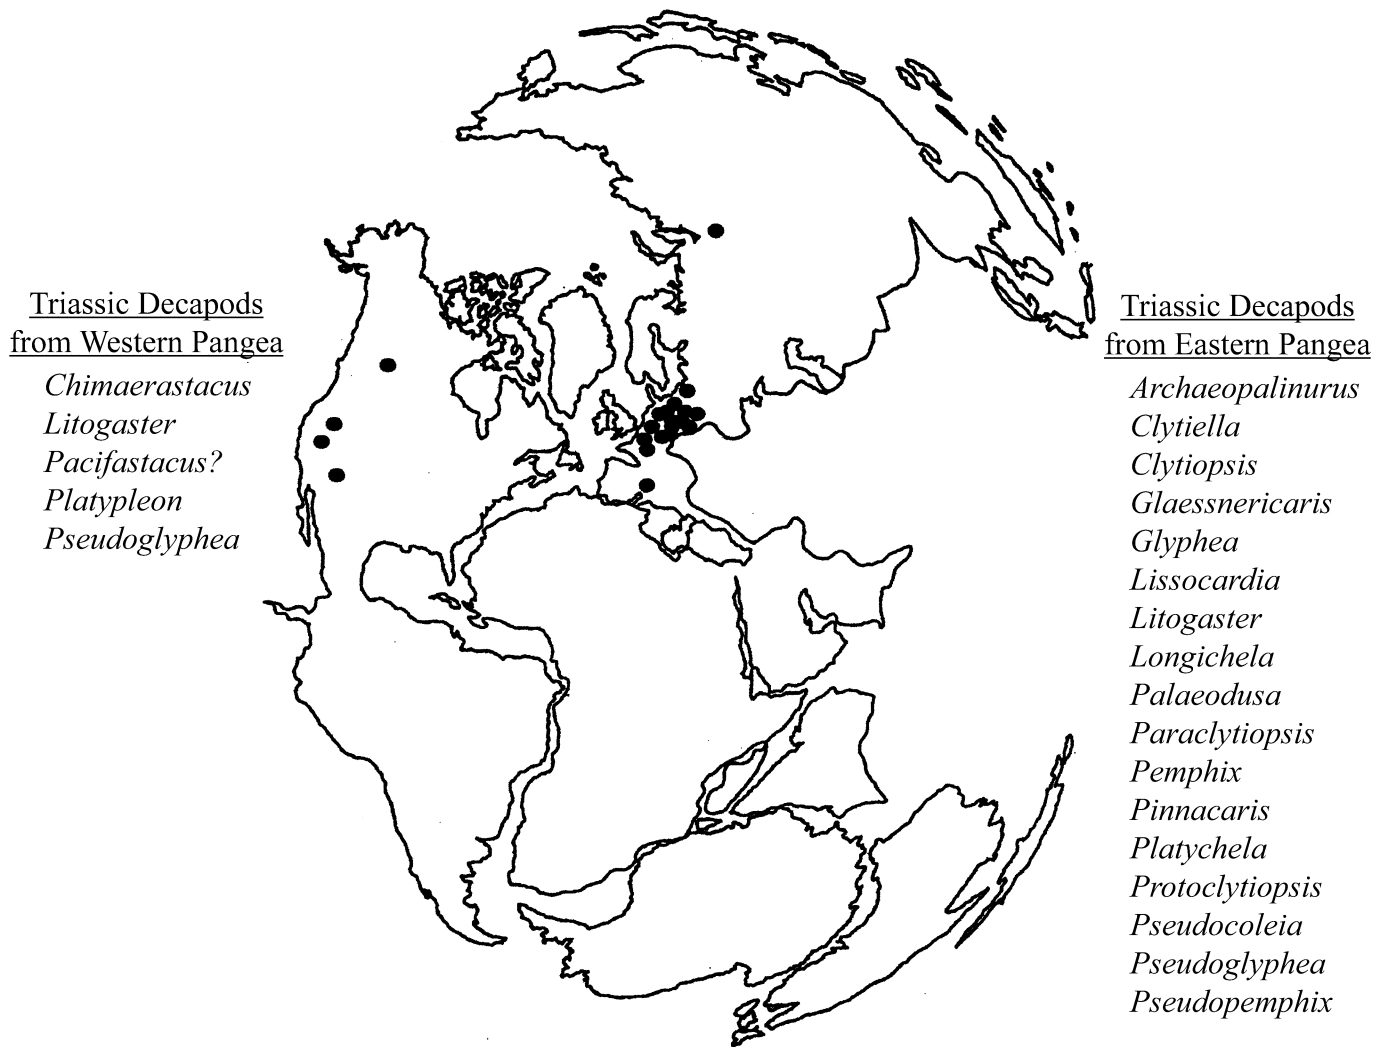 Triassic Decapods
from Western Pangea
Chimaerastacus
Litogaster
Pacifastacus?
Platypleon
Pseudoglyphea
Triassic Decapods
from Eastern Pangea
Archaeopalinurus
Clytiella
Clytiopsis
Glaessnericaris
Glyphea
Lissocardia
Litogaster
Longichela
Palaeodusa
Paraclytiopsis
Pemphix
Pinnacaris
Platychela
Protoclytiopsis
Pseudocoleia
Pseudoglyphea
Pseudopemphix